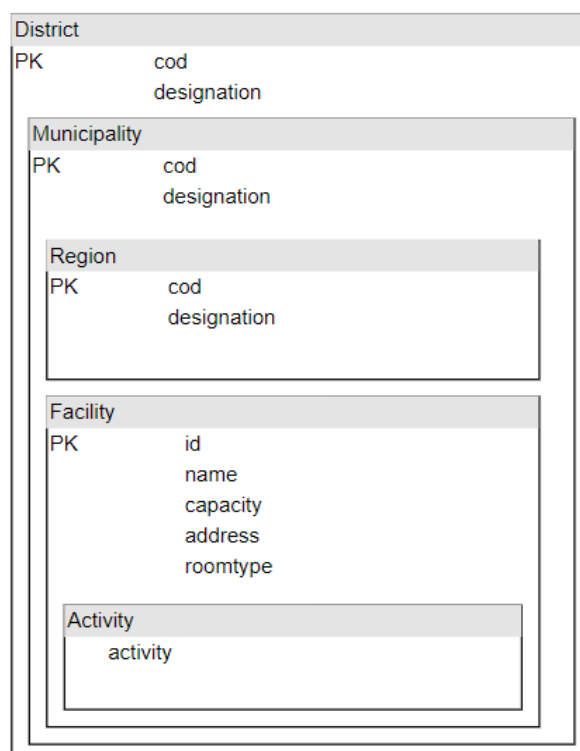 District
PK cod
designation
Municipality
PK cod
designation
Region
PK cod
designation
Facility
PK id
name
capacity
address
roomtype
Activity
activity